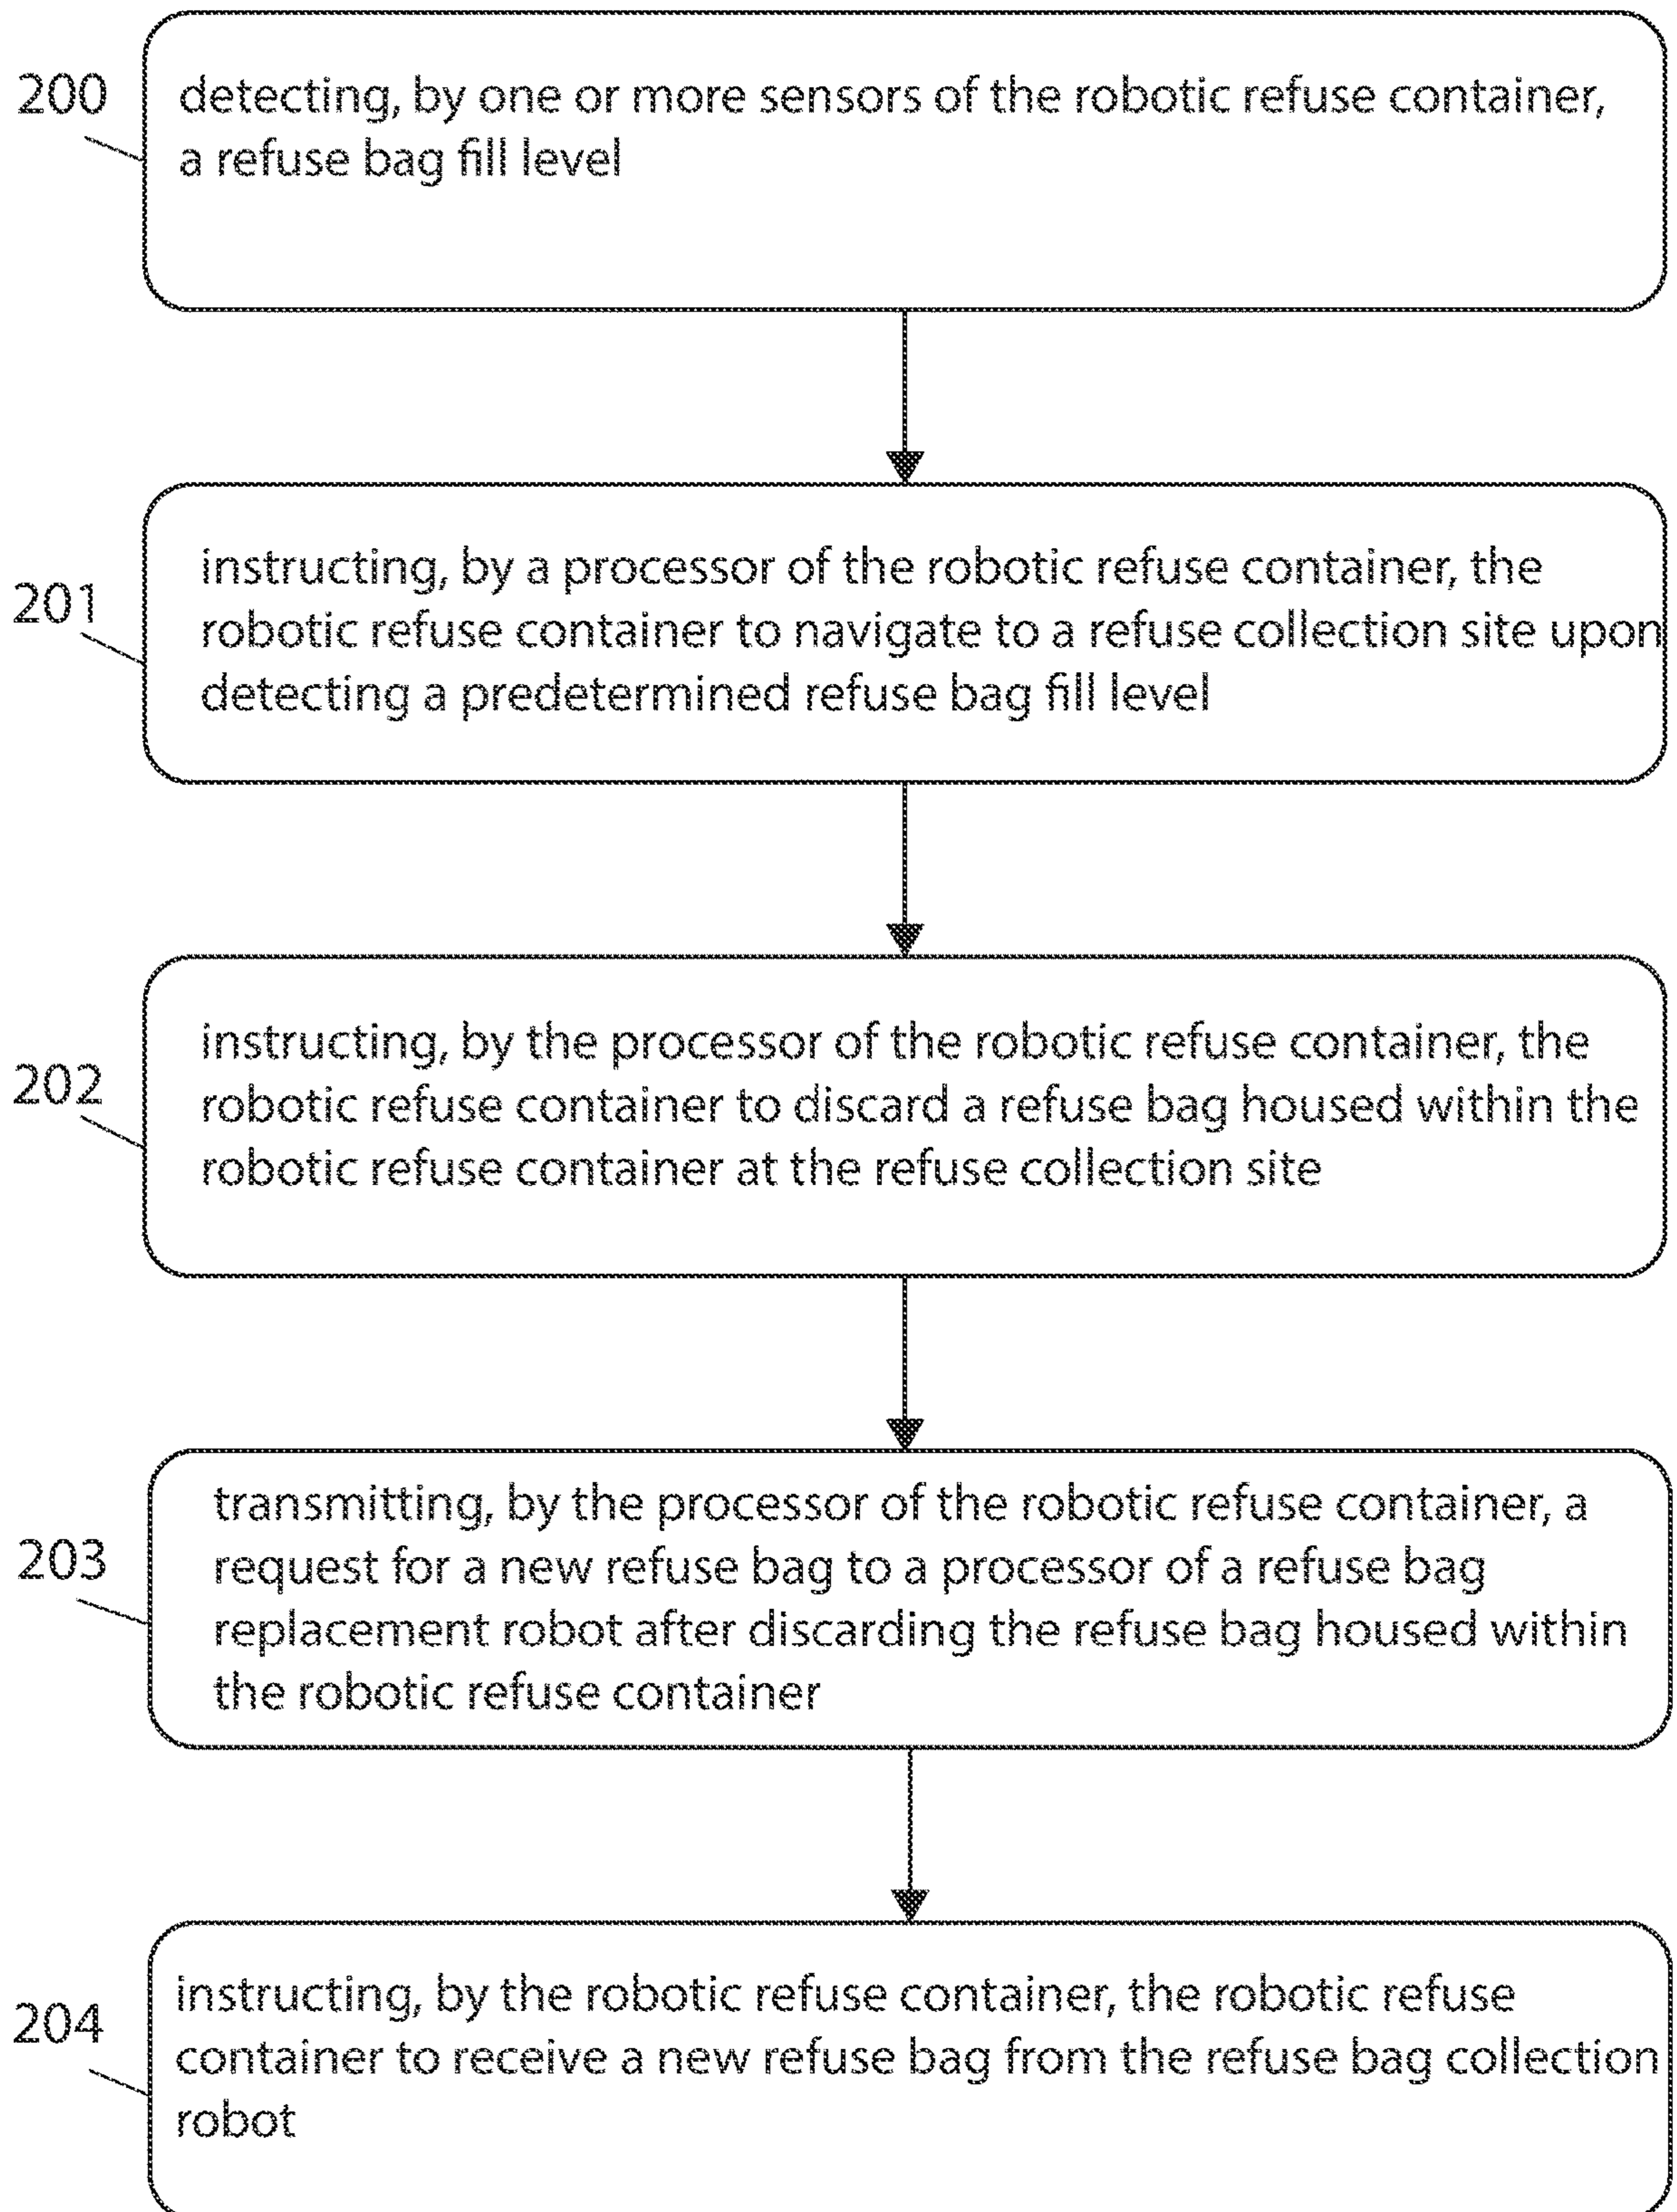 200
detecting, by one or more sensors of the robotic refuse container,
a refuse bag fill level
201
instructing, by a processor of the robotic refuse container, the
robotic refuse container to navigate to a refuse collection site upon
detecting a predetermined refuse bag fill level
202
instructing, by the processor of the robotic refuse container, the
robotic refuse container to discard a refuse bag housed within the
robotic refuse container at the refuse collection site
203
transmitting, by the processor of the robotic refuse container, a
request for a new refuse bag to a processor of a refuse bag
replacement robot after discarding the refuse bag housed within
the robotic refuse container
204
instructing, by the robotic refuse container, the robotic refuse
container to receive a new refuse bag from the refuse bag collection
robot